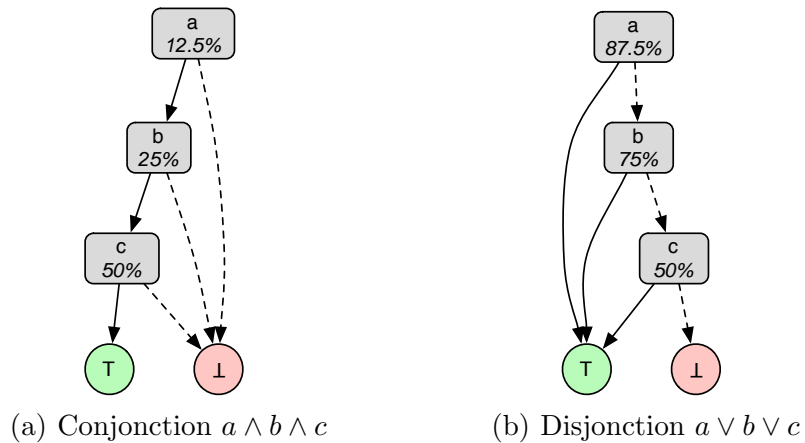 a
12.5%
b
25%
c
50%
⊤
⊥
(a) Conjonction a ∧ b ∧ c
a
87.5%
b
75%
c
50%
⊤
⊥
(b) Disjonction a ∨ b ∨ c